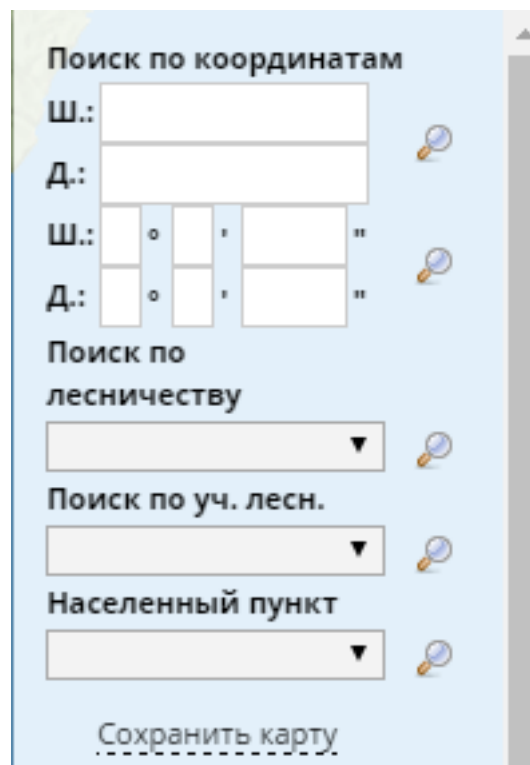 Поиск по координатам
Ш.:
Д.:
Ш.: ° ' "
Д.: ° ' "
Поиск по
лесничеству
Поиск по уч. лесн.
Населенный пункт
Сохранить карту